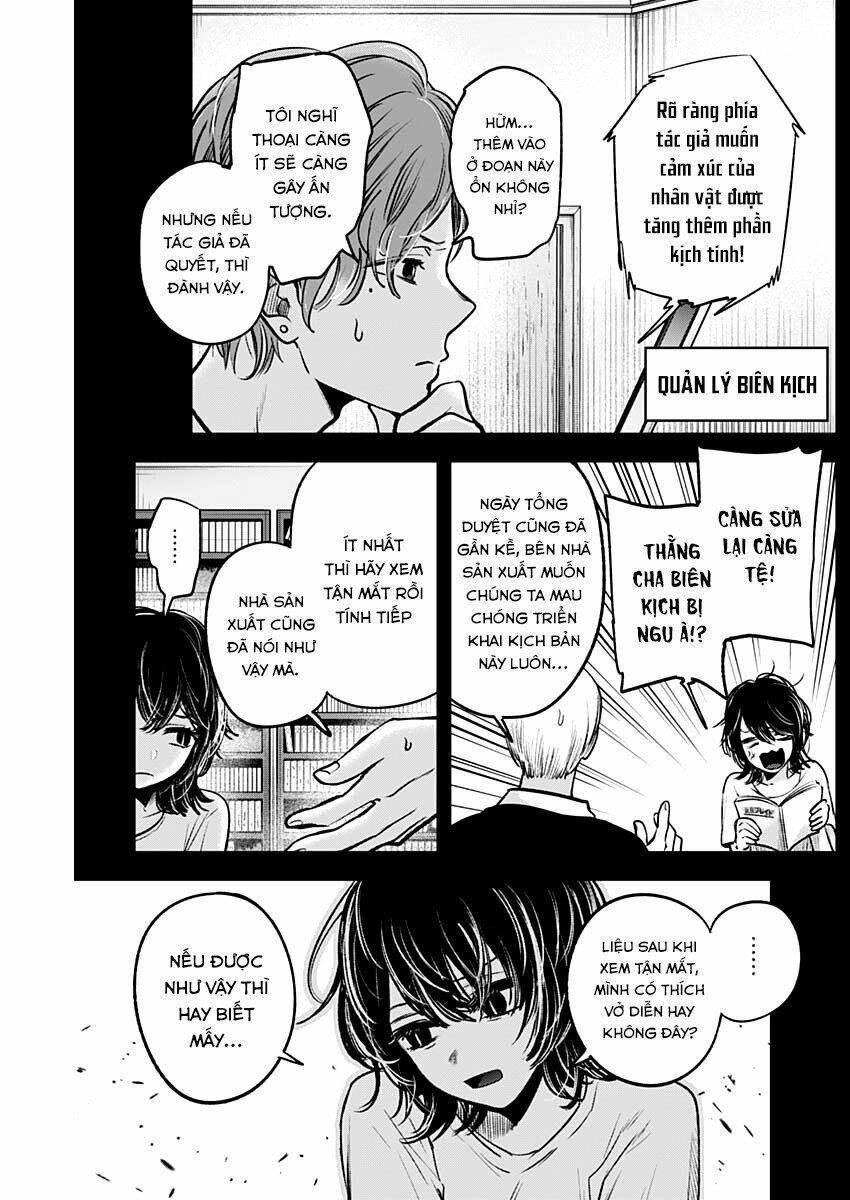 Rõ ràng phía
tác giả muốn
cảm xúc của
nhân vật được
tăng thêm phần
kịch tính!
QUẢN LÝ BIÊN KỊCH
HỪM...
THÊM VÀO
Ở ĐOẠN NÀY
ỔN KHÔNG
NHỈ?
TÔI NGHĨ
THOẠI CÀNG
ÍT SẼ CÀNG
GÂY ẤN
TƯỢNG.
NHƯNG NẾU
TÁC GIẢ ĐÃ
QUYẾT, THÌ
ĐÀNH VẬY.
CÀNG SỬA
LẠI CÀNG
TỆ!
THẰNG
CHA BIÊN
KỊCH BỊ
NGU À!?
NGÀY TỔNG
DUYỆT CŨNG ĐÃ
GẦN KỀ, BÊN NHÀ
SẢN XUẤT MUỐN
CHÚNG TA MAU
CHÓNG TRIỂN
KHAI KỊCH BẢN
NÀY LUÔN...
ÍT NHẤT
THÌ HÃY XEM
TẬN MẮT RỒI
TÍNH TIẾP
NHÀ SẢN
XUẤT CŨNG
ĐÃ NÓI NHƯ
VẬY MÀ.
......
......
LIỆU SAU KHI
XEM TẬN MẮT,
MÌNH CÓ THÍCH
VỞ DIỄN HAY
KHÔNG ĐÂY?
NẾU ĐƯỢC
NHƯ VẬY THÌ
HAY BIẾT
MẤY...